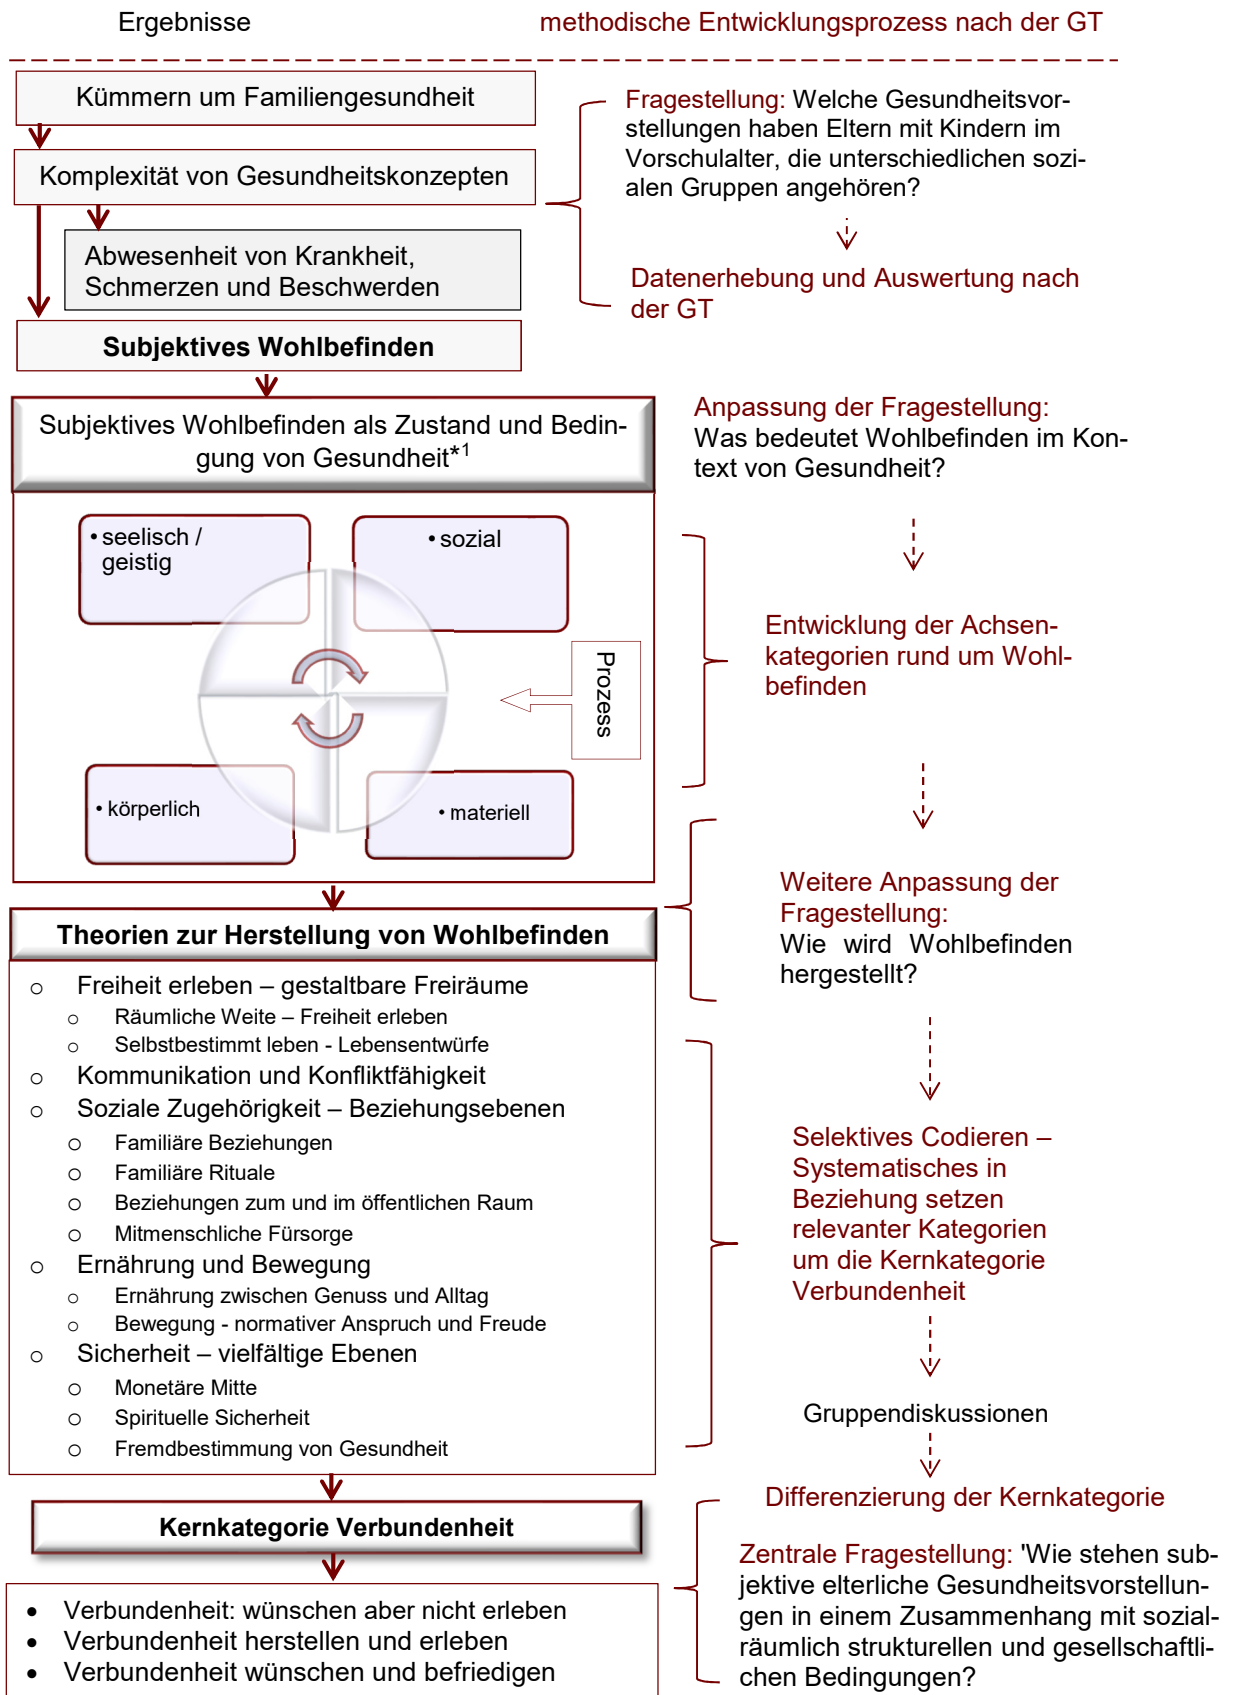 Ergebnisse
methodische Entwicklungsprozess nach der GT
Kümmern um Familiengesundheit
Komplexität von Gesundheitskonzepten
Abwesenheit von Krankheit,
Schmerzen und Beschwerden
Subjektives Wohlbefinden
Fragestellung: Welche Gesundheitsvor-
stellungen haben Eltern mit Kindern im
Vorschulalter, die unterschiedlichen sozi-
alen Gruppen angehören?
Datenerhebung und Auswertung nach
der GT
Subjektives Wohlbefinden als Zustand und Bedin-
gung von Gesundheit*1
Anpassung der Fragestellung:
Was bedeutet Wohlbefinden im Kon-
text von Gesundheit?
• seelisch /
geistig
• sozial
Prozess
• körperlich
• materiell
Entwicklung der Achsen-
kategorien rund um Wohl-
befinden
Weitere Anpassung der
Fragestellung:
Wie wird Wohlbefinden
hergestellt?
Theorien zur Herstellung von Wohlbefinden
o Freiheit erleben – gestaltbare Freiräume
o Räumliche Weite – Freiheit erleben
o Selbstbestimmt leben - Lebensentwürfe
o Kommunikation und Konfliktfähigkeit
o Soziale Zugehörigkeit – Beziehungsebenen
o Familiäre Beziehungen
o Familiäre Rituale
o Beziehungen zum und im öffentlichen Raum
o Mitmenschliche Fürsorge
o Ernährung und Bewegung
o Ernährung zwischen Genuss und Alltag
o Bewegung - normativer Anspruch und Freude
o Sicherheit – vielfältige Ebenen
o Monetäre Mitte
o Spirituelle Sicherheit
o Fremdbestimmung von Gesundheit
Selektives Codieren –
Systematisches in
Beziehung setzen
relevanter Kategorien
um die Kernkategorie
Verbundenheit
Gruppendiskussionen
Kernkategorie Verbundenheit
• Verbundenheit: wünschen aber nicht erleben
• Verbundenheit herstellen und erleben
• Verbundenheit wünschen und befriedigen
Differenzierung der Kernkategorie
Zentrale Fragestellung: 'Wie stehen sub-
jektive elterliche Gesundheitsvorstellun-
gen in einem Zusammenhang mit sozial-
räumlich strukturellen und gesellschaftli-
chen Bedingungen?